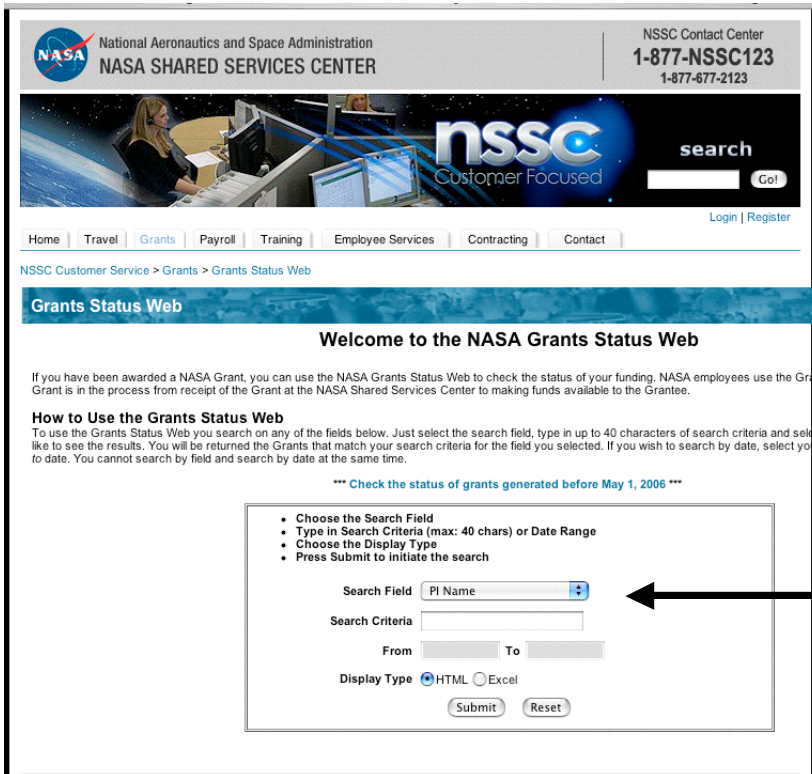 NASA
National Aeronautics and Space Administration
NASA SHARED SERVICES CENTER
NSSC Contact Center
1-877-NSSC123
1-877-677-2123
nssc
Customer Focused
search
Go!
Login | Register
Home Travel Grants Payroll Training Employee Services Contracting Contact
NSSC Customer Service > Grants > Grants Status Web
Grants Status Web
Welcome to the NASA Grants Status Web
If you have been awarded a NASA Grant, you can use the NASA Grants Status Web to check the status of your funding. NASA employees use the Gra
Grant is in the process from receipt of the Grant at the NASA Shared Services Center to making funds available to the Grantee.
How to Use the Grants Status Web
To use the Grants Status Web you search on any of the fields below. Just select the search field, type in up to 40 characters of search criteria and sele
like to see the results. You will be returned the Grants that match your search criteria for the field you selected. If you wish to search by date, select yo
to date. You cannot search by field and search by date at the same time.
*** Check the status of grants generated before May 1, 2006 ***
• Choose the Search Field
• Type in Search Criteria (max: 40 chars) or Date Range
• Choose the Display Type
• Press Submit to initiate the search
Search Field PI Name
Search Criteria
From To
Display Type HTML Excel
Submit Reset